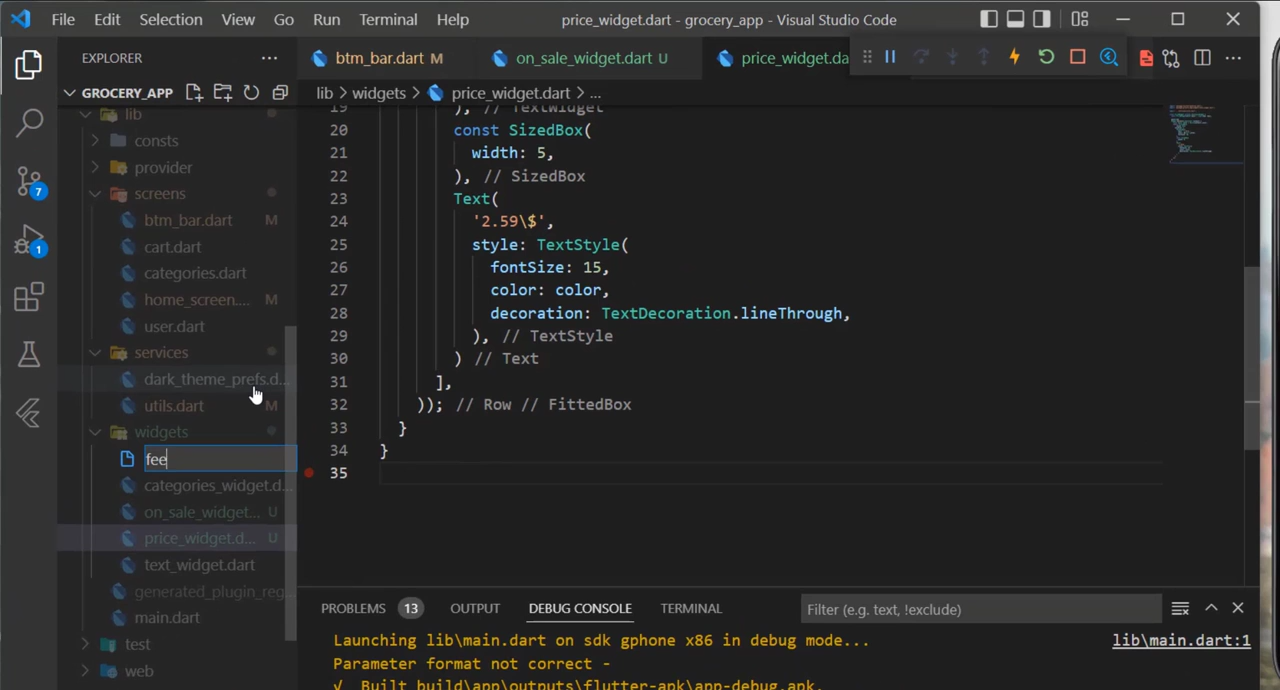 File Edit Selection View Go Run Terminal Help price_widget.dart - grocery_app - Visual Studio Code
EXPLORER
btm_bar.dart M
on_sale_widget.dart U
price_widget.da
GROCERY_APP
lib > widgets > price_widget.dart > ...
7
1
lib
consts
provider
screens
btm_bar.dart M
cart.dart
categories.dart
home_screen.... M
user.dart
services
dark_theme_prefs.d...
utils.dart M
widgets
fee
categories_widget.d...
on_sale_widget... U
price_widget.d... U
text_widget.dart
generated_plugin_reg...
main.dart
test
web
19 ), // TextWidget
20 const SizedBox(
21 width: 5,
22 ), // SizedBox
23 Text(
24 '2.59\$',
25 style: TextStyle(
26 fontSize: 15,
27 color: color,
28 decoration: TextDecoration.lineThrough,
29 ), // TextStyle
30 ) // Text
31 ],
32 )); // Row // FittedBox
33 }
34 }
35
PROBLEMS 13 OUTPUT DEBUG CONSOLE TERMINAL Filter (e.g. text, !exclude)
Launching lib\main.dart on sdk gphone x86 in debug mode... lib\main.dart:1
Parameter format not correct -
√ Built build\app\outputs\flutter-apk\app-debug.apk.